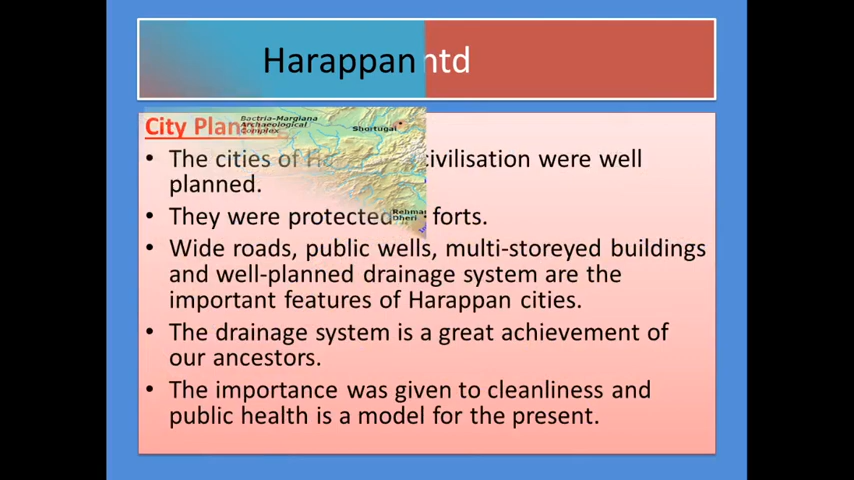 Harappan ntd
City Plan
Bactria-Margiana
Archaeological
Complex
Shortugai
• The cities of civilisation were well
planned.
• They were protected forts.
Rehman
Dheri
• Wide roads, public wells, multi-storeyed buildings
and well-planned drainage system are the
important features of Harappan cities.
• The drainage system is a great achievement of
our ancestors.
• The importance was given to cleanliness and
public health is a model for the present.